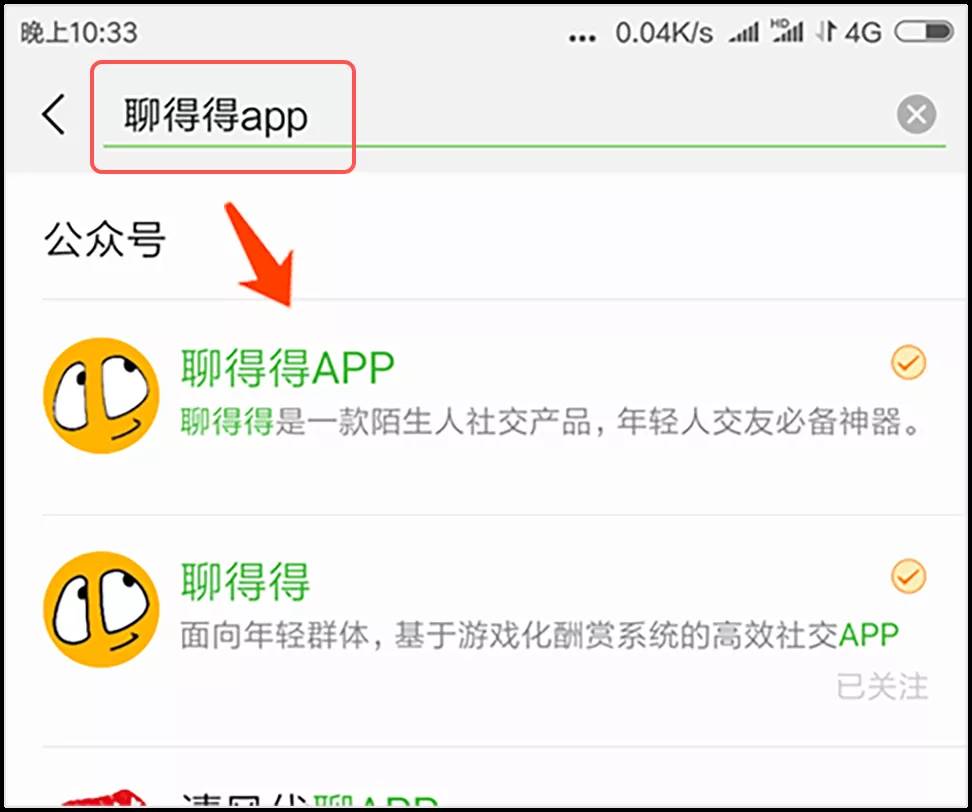 晚上10:33
... 0.04K/s HD 4G
聊得得app
公众号
聊得得APP
聊得得是一款陌生人社交产品，年轻人交友必备神器。
聊得得
面向年轻群体，基于游戏化酬赏系统的高效社交APP
已关注
聊APP